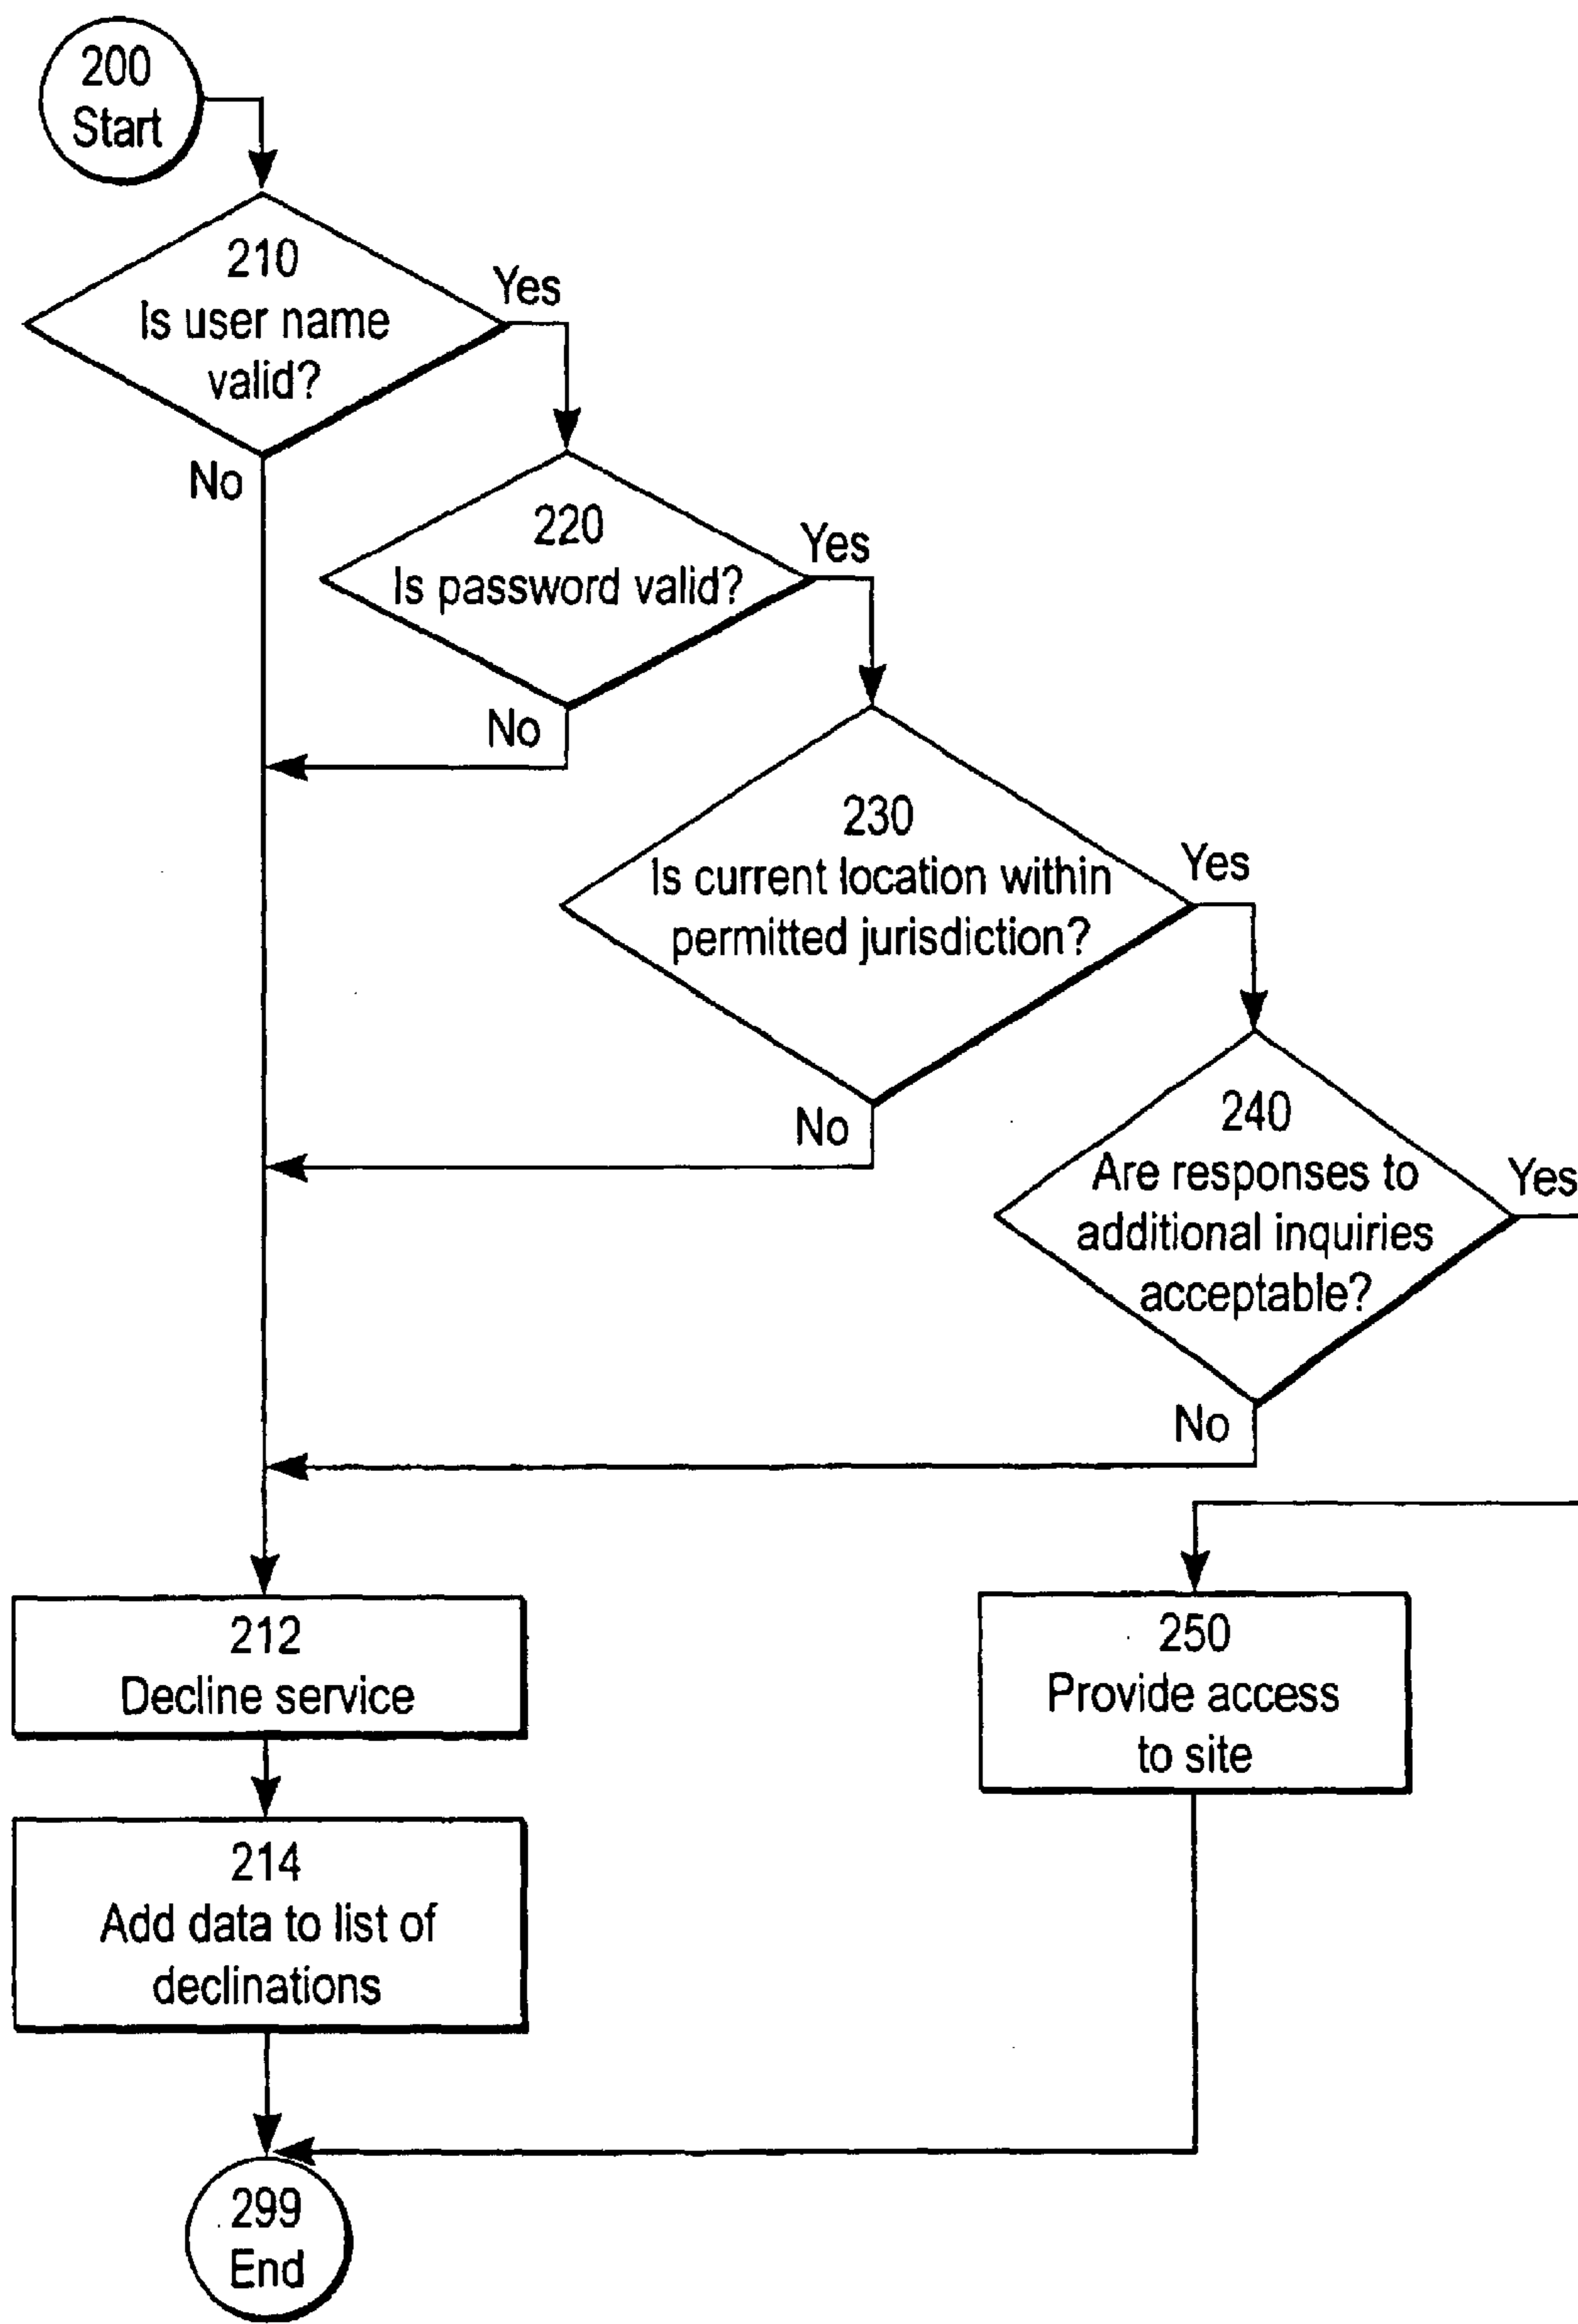 200
Start
210
Is user name
valid?
Yes
No
220
Is password valid?
Yes
No
230
Is current location within
permitted jurisdiction?
Yes
No
240
Are responses to
additional inquiries
acceptable?
Yes
No
212
Decline service
250
Provide access
to site
214
Add data to list of
declinations
299
End